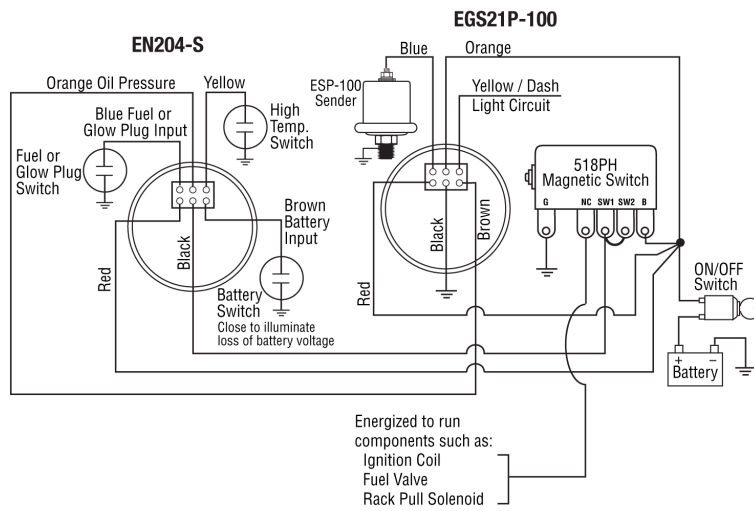 EGS21P-100
EN204-S
Blue
Orange
Orange Oil Pressure
Yellow
ESP-100
Sender
Yellow / Dash
Light Circuit
Blue Fuel or
Glow Plug Input
High
Temp.
Switch
Fuel or
Glow Plug
Switch
518PH
Magnetic Switch
G
NC
SW1
SW2
B
Brown
Battery
Input
Black
Red
Black
Brown
Red
ON/OFF
Switch
Battery
Switch
Close to illuminate
loss of battery voltage
+
−
Battery
Energized to run
components such as:
Ignition Coil
Fuel Valve
Rack Pull Solenoid